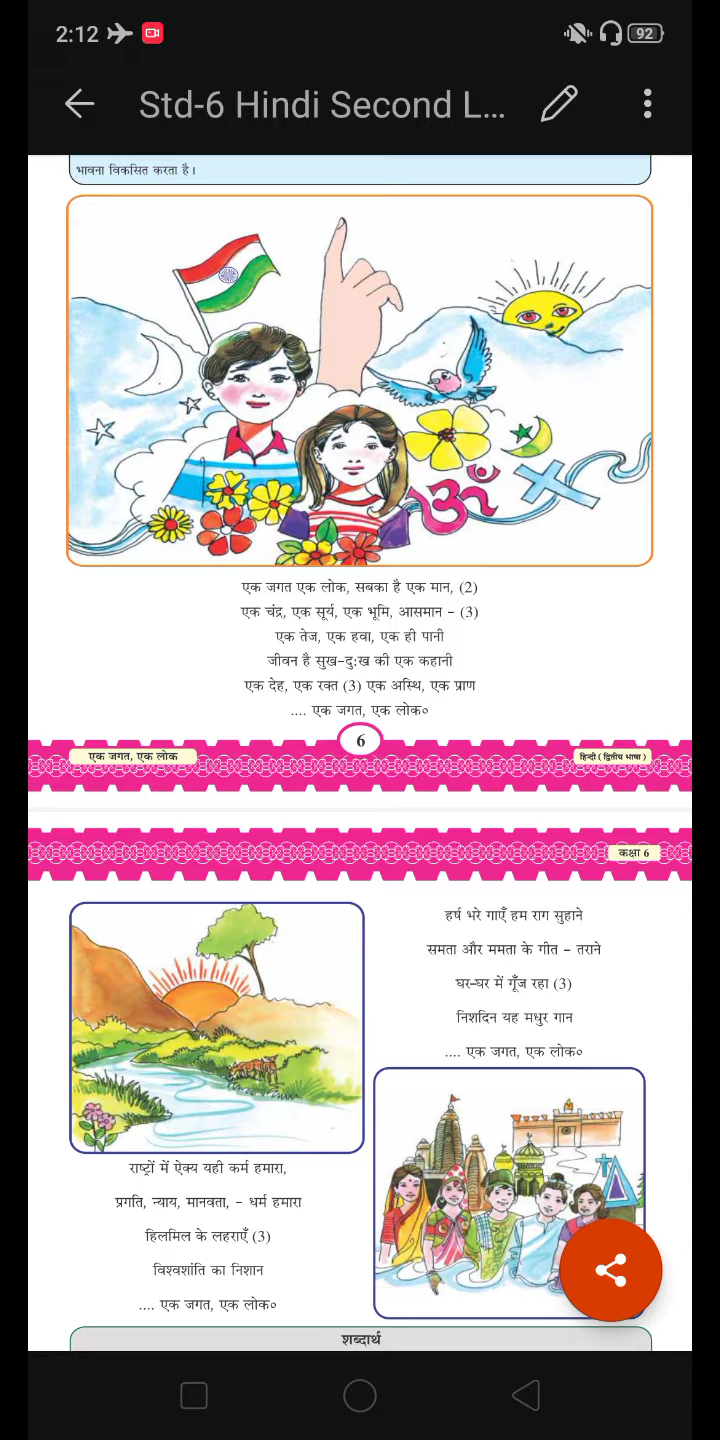 2:12
92
Std-6 Hindi Second L...
भावना विकसित करता है।
ॐ
एक जगत एक लोक, सबका है एक मान, (2)
एक चंद्र, एक सूर्य, एक भूमि, आसमान – (3)
एक तेज, एक हवा, एक ही पानी
जीवन है सुख-दुःख की एक कहानी
एक देह, एक रक्त (3) एक अस्थि, एक प्राण
.... एक जगत, एक लोक०
6
एक जगत, एक लोक
हिन्दी ( द्वितीय भाषा )
कक्षा 6
हर्ष भरे गाएँ हम राग सुहाने
समता और ममता के गीत – तराने
घर-घर में गूँज रहा (3)
निशदिन यह मधुर गान
.... एक जगत, एक लोक०
राष्ट्रों में ऐक्य यही कर्म हमारा,
प्रगति, न्याय, मानवता, – धर्म हमारा
हिलमिल के लहराएँ (3)
विश्वशांति का निशान
.... एक जगत, एक लोक०
शब्दार्थ